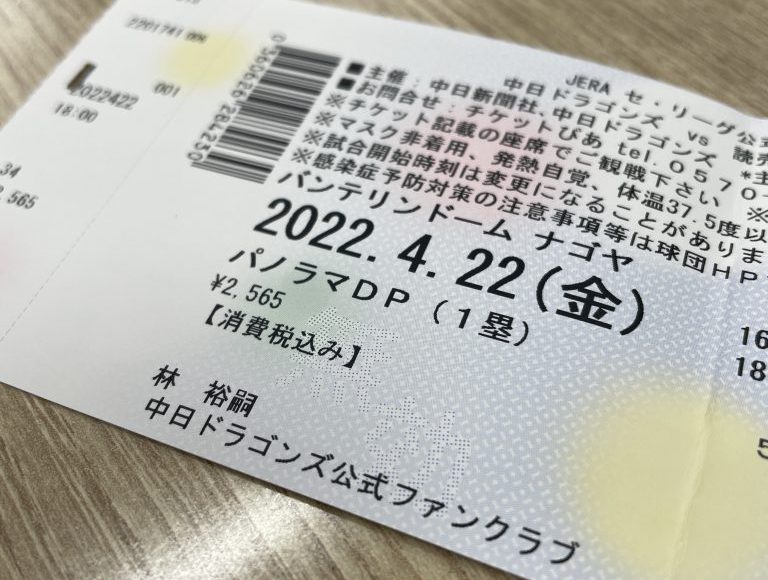 2201741
001
2022422
18:00
34
2,565
0360626284230
JERA セ・リーグ公式
中日ドラゴンズ vs 読売
■主催:中日新聞社、中日ドラゴンズ *主
■お問合せ:チケットぴあ tel.0570-
※チケット記載の座席でご観戦下さい ※
※マスク非着用、発熱自覚、体温37.5度以
※試合開始時刻は変更になることがありま
※感染症予防対策の注意事項等は球団HP
バンテリンドーム ナゴヤ
2022. 4. 22(金)
16
パノラマDP(1塁)
18
¥2,565
【消費税込み】
5
林 裕嗣
中日ドラゴンズ公式ファンクラブ